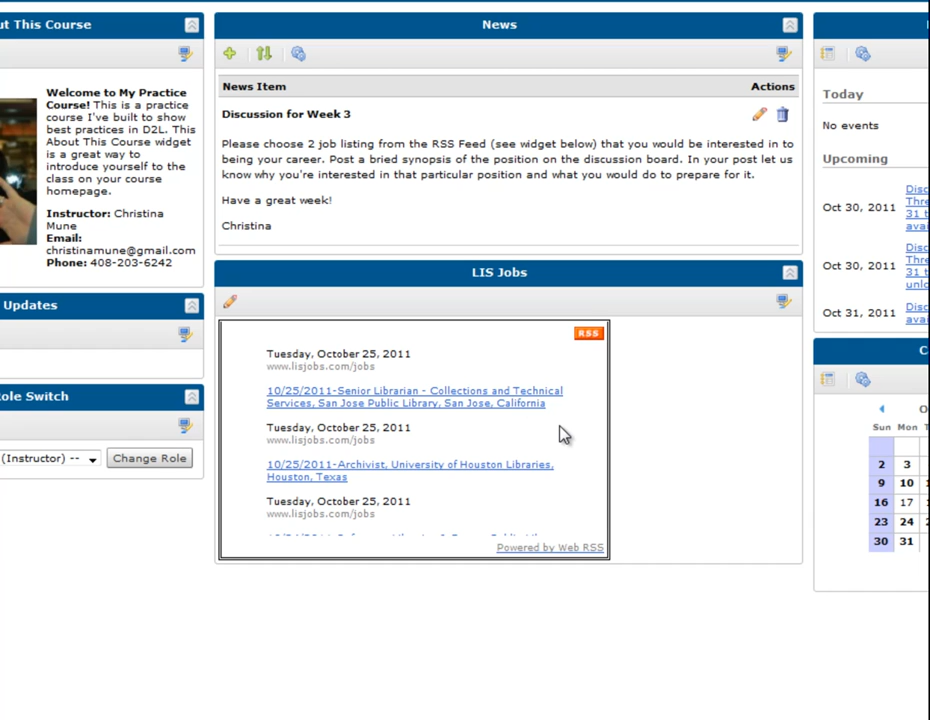 ut This Course
Welcome to My Practice
Course! This is a practice
course I've built to show
best practices in D2L. This
About This Course widget
is a great way to
introduce yourself to the
class on your course
homepage.
Instructor: Christina
Mune
Email:
christinamune@gmail.com
Phone: 408-203-6242
Updates
ole Switch
(Instructor) --
Change Role
News
News Item
Actions
Discussion for Week 3
Please choose 2 job listing from the RSS Feed (see widget below) that you would be interested in to
being your career. Post a bried synopsis of the position on the discussion board. In your post let us
know why you're interested in that particular position and what you would do to prepare for it.
Have a great week!
Christina
LIS Jobs
RSS
Tuesday, October 25, 2011
www.lisjobs.com/jobs
10/25/2011-Senior Librarian - Collections and Technical
Services, San Jose Public Library, San Jose, California
Tuesday, October 25, 2011
www.lisjobs.com/jobs
10/25/2011-Archivist, University of Houston Libraries,
Houston, Texas
Tuesday, October 25, 2011
www.lisjobs.com/jobs
Powered by Web RSS
Today
No events
Upcoming
Oct 30, 2011
Disc
Thre
31 t
ava
Oct 30, 2011
Disc
Thre
31 t
unlo
Oct 31, 2011
Disc
ava
C
O
Sun Mon T
2 3
9 10
16 17
23 24
30 31